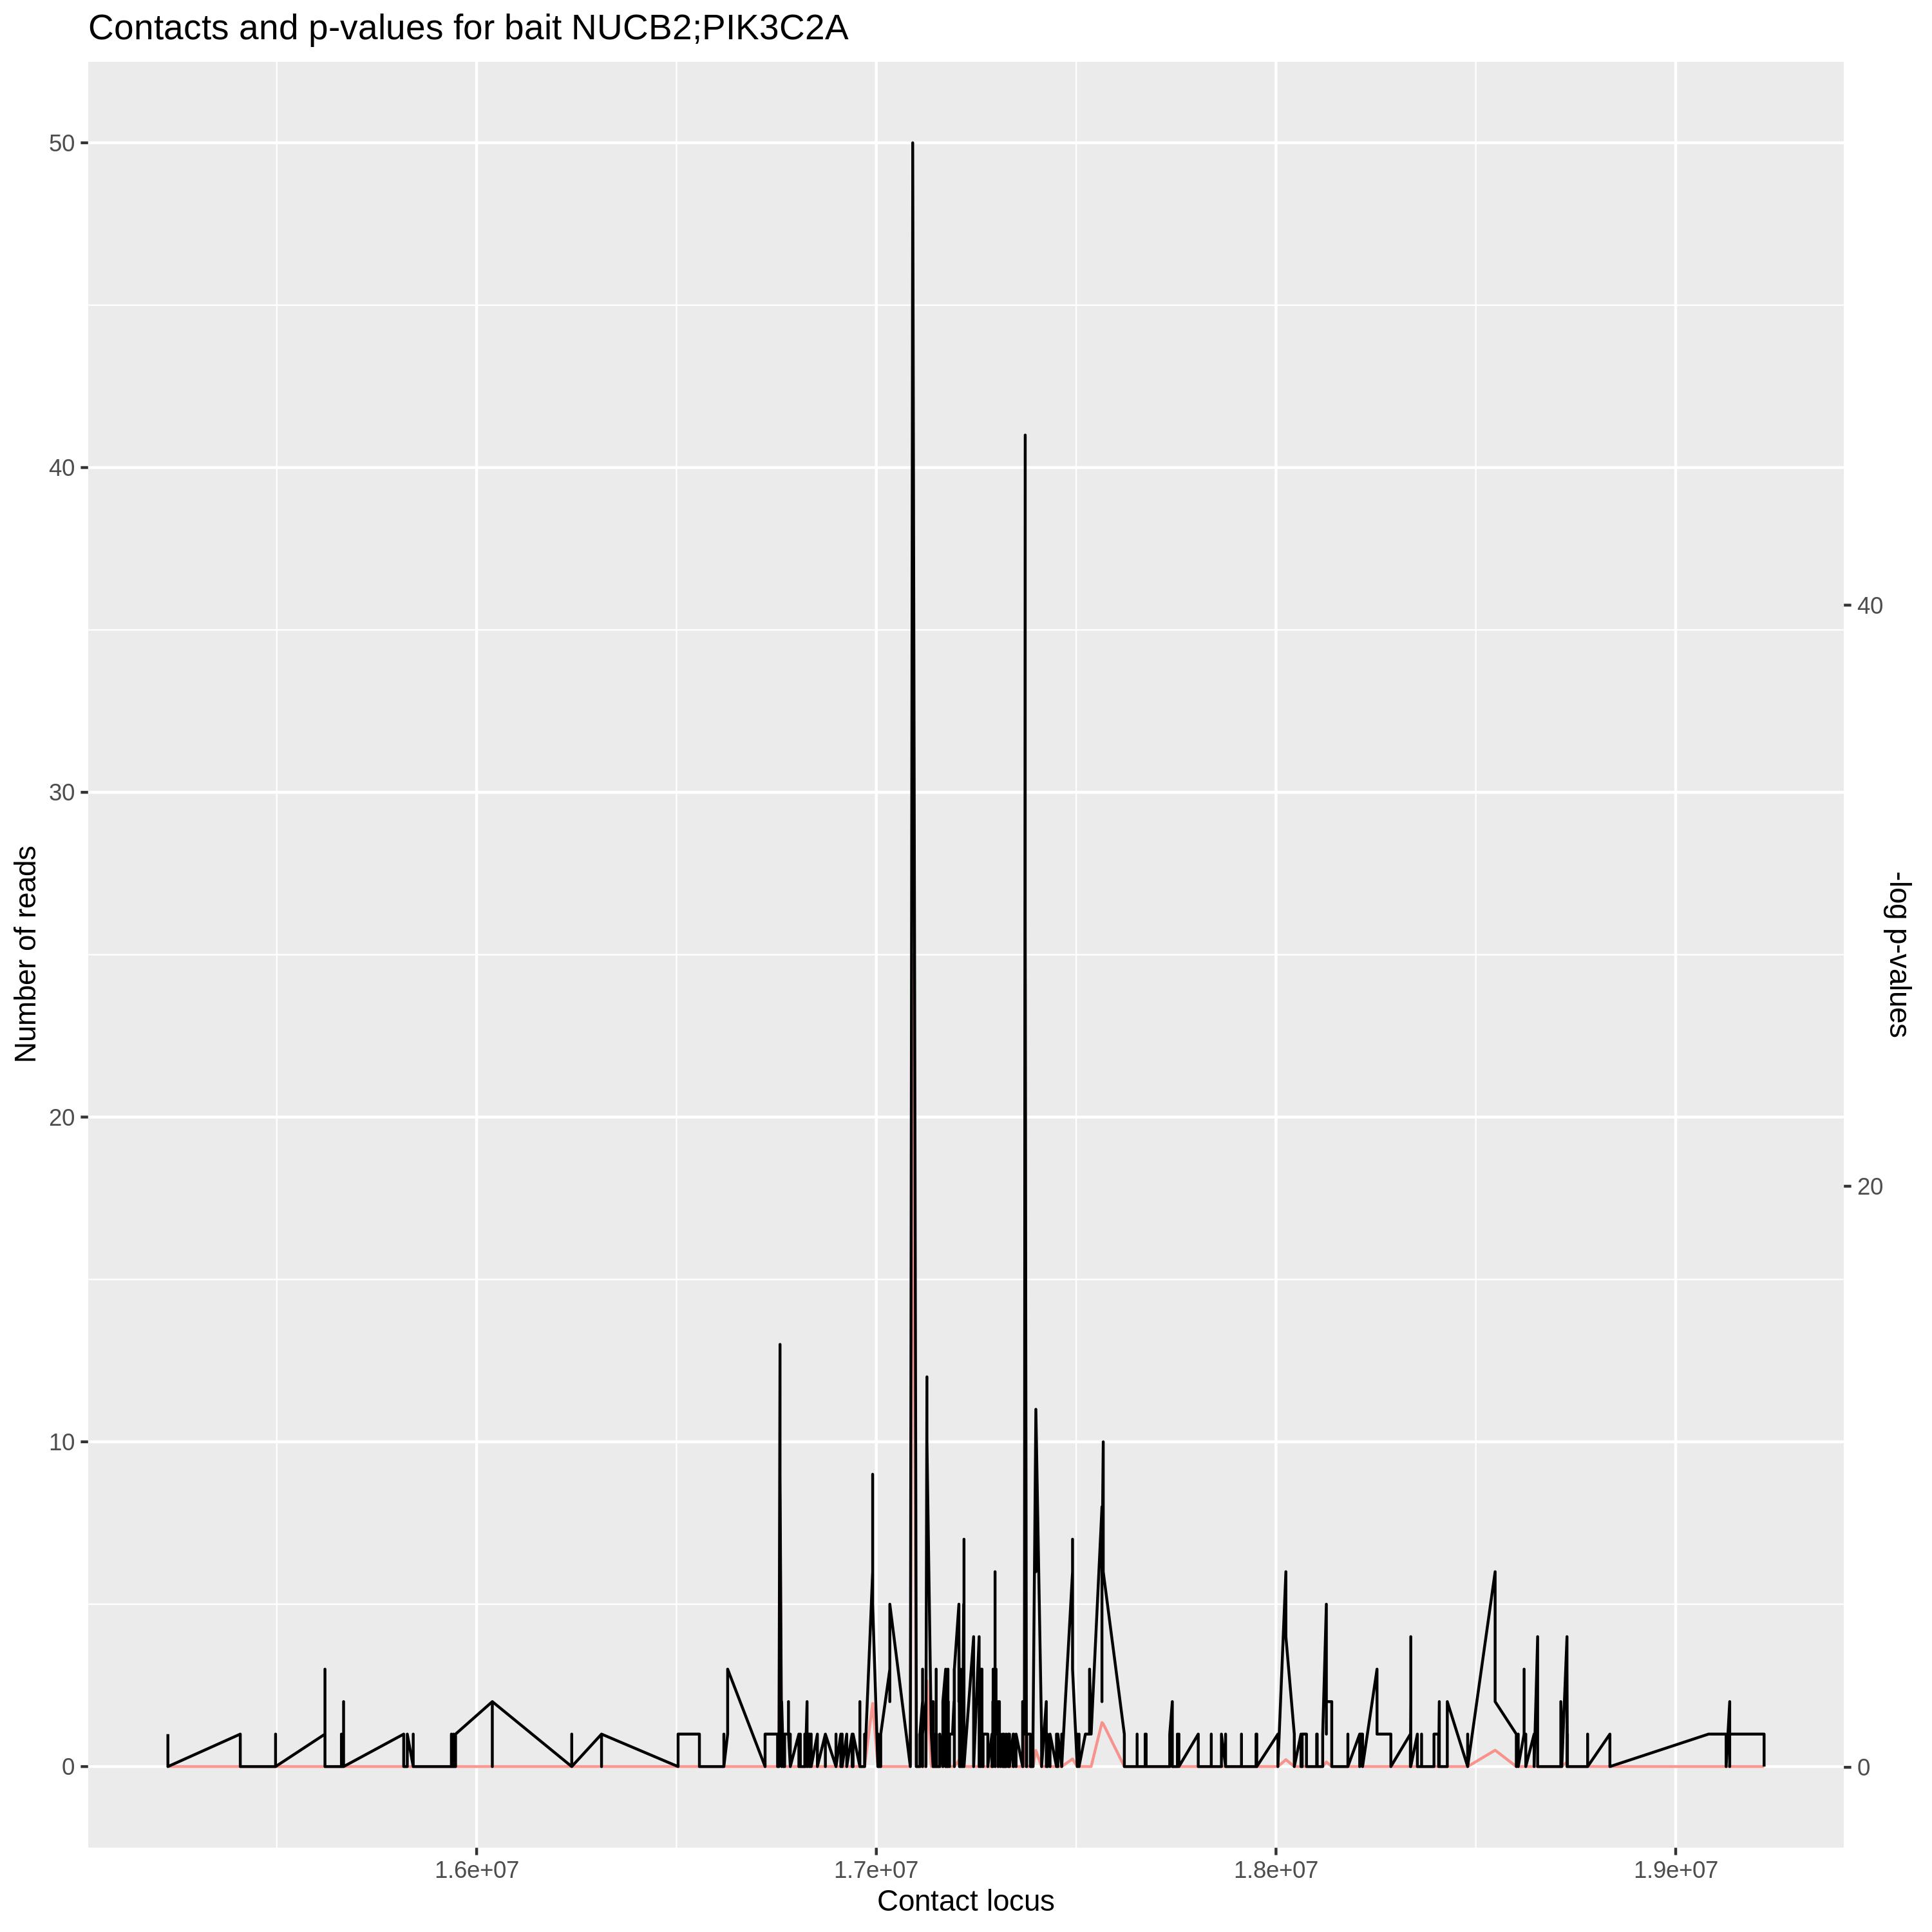 Contacts and p-values for bait NUCB2;PIK3C2A
50
40
30
20
10
0
Number of reads
40
20
0
-log p-values
1.6e+07
1.7e+07
1.8e+07
1.9e+07
Contact locus